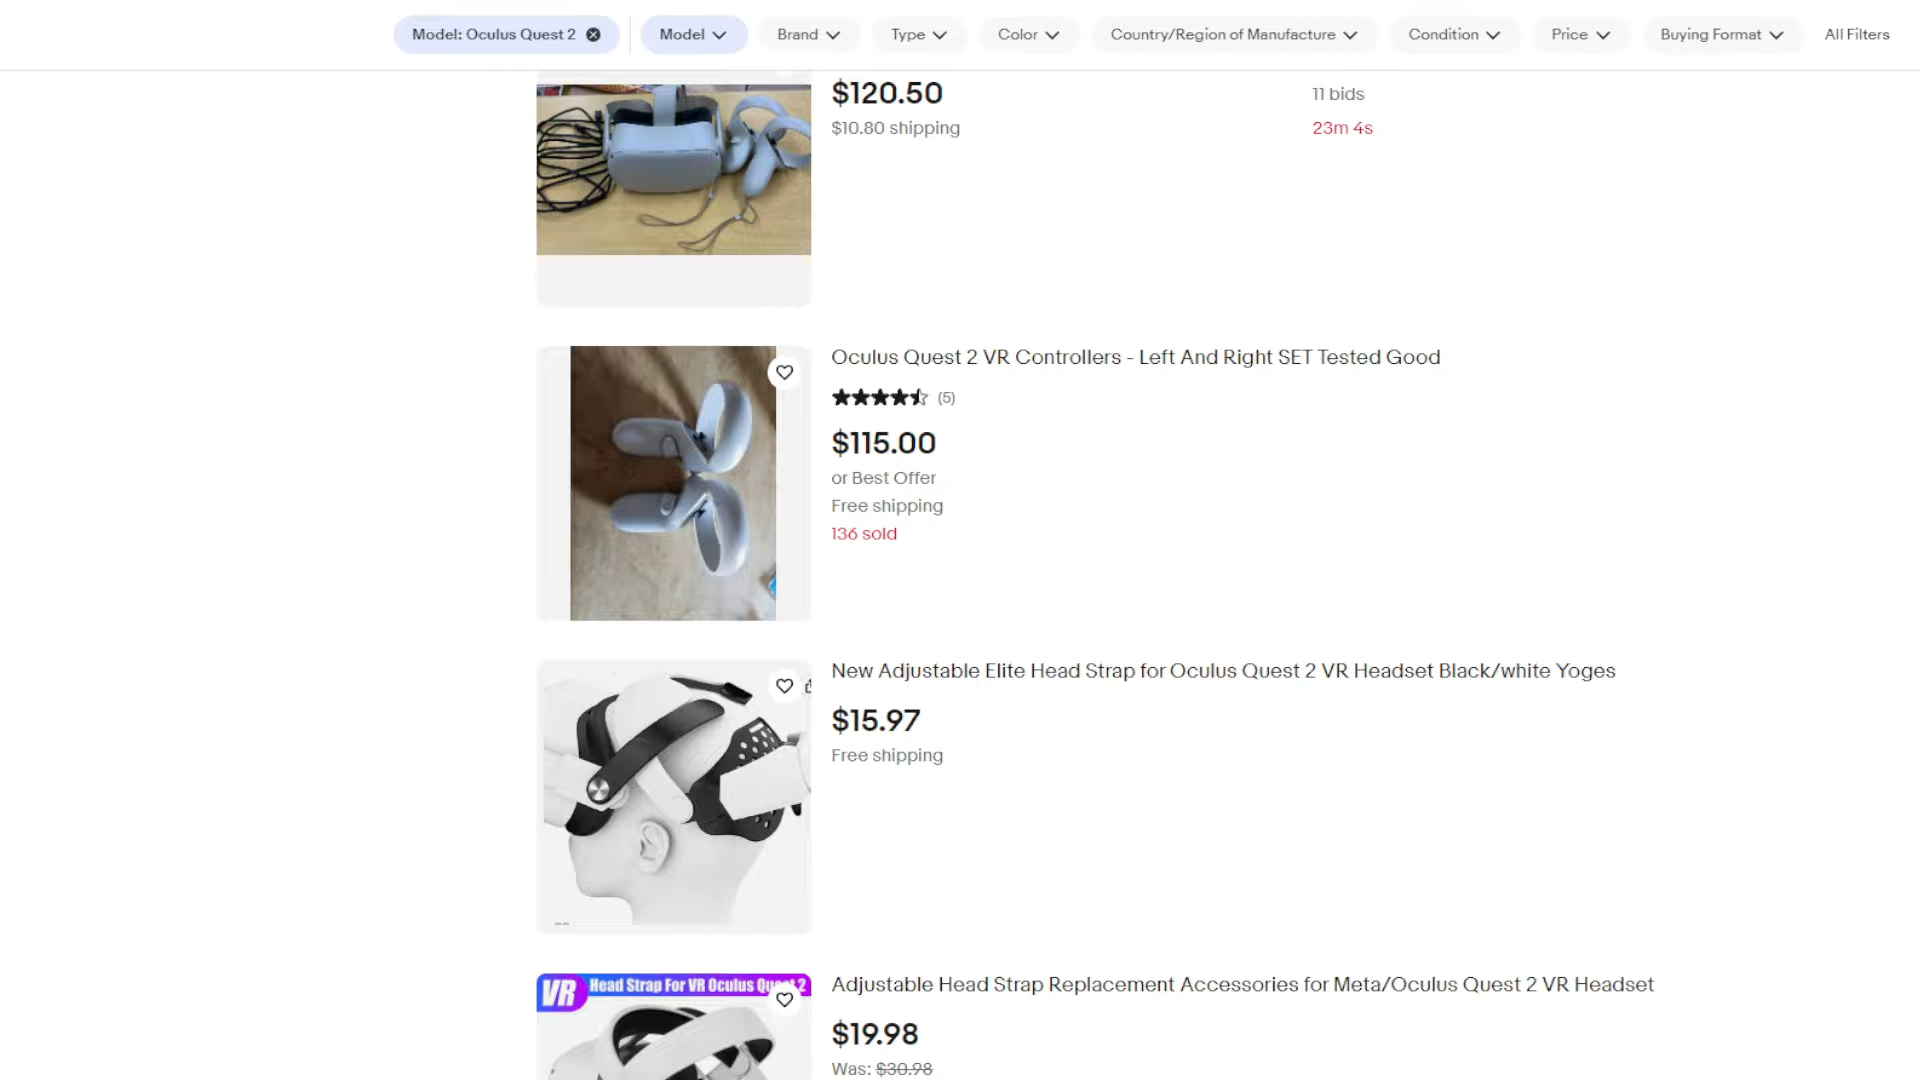 Model: Oculus Quest 2
Model
Brand
Type
Color
Country/Region of Manufacture
Condition
Price
Buying Format
All Filters
$120.50
11 bids
$10.80 shipping
23m 4s
Oculus Quest 2 VR Controllers - Left And Right SET Tested Good
(5)
$115.00
or Best Offer
Free shipping
136 sold
New Adjustable Elite Head Strap for Oculus Quest 2 VR Headset Black/white Yoges
$15.97
Free shipping
VR Head Strap For VR Oculus Quest 2
Adjustable Head Strap Replacement Accessories for Meta/Oculus Quest 2 VR Headset
$19.98
Was: $30.98